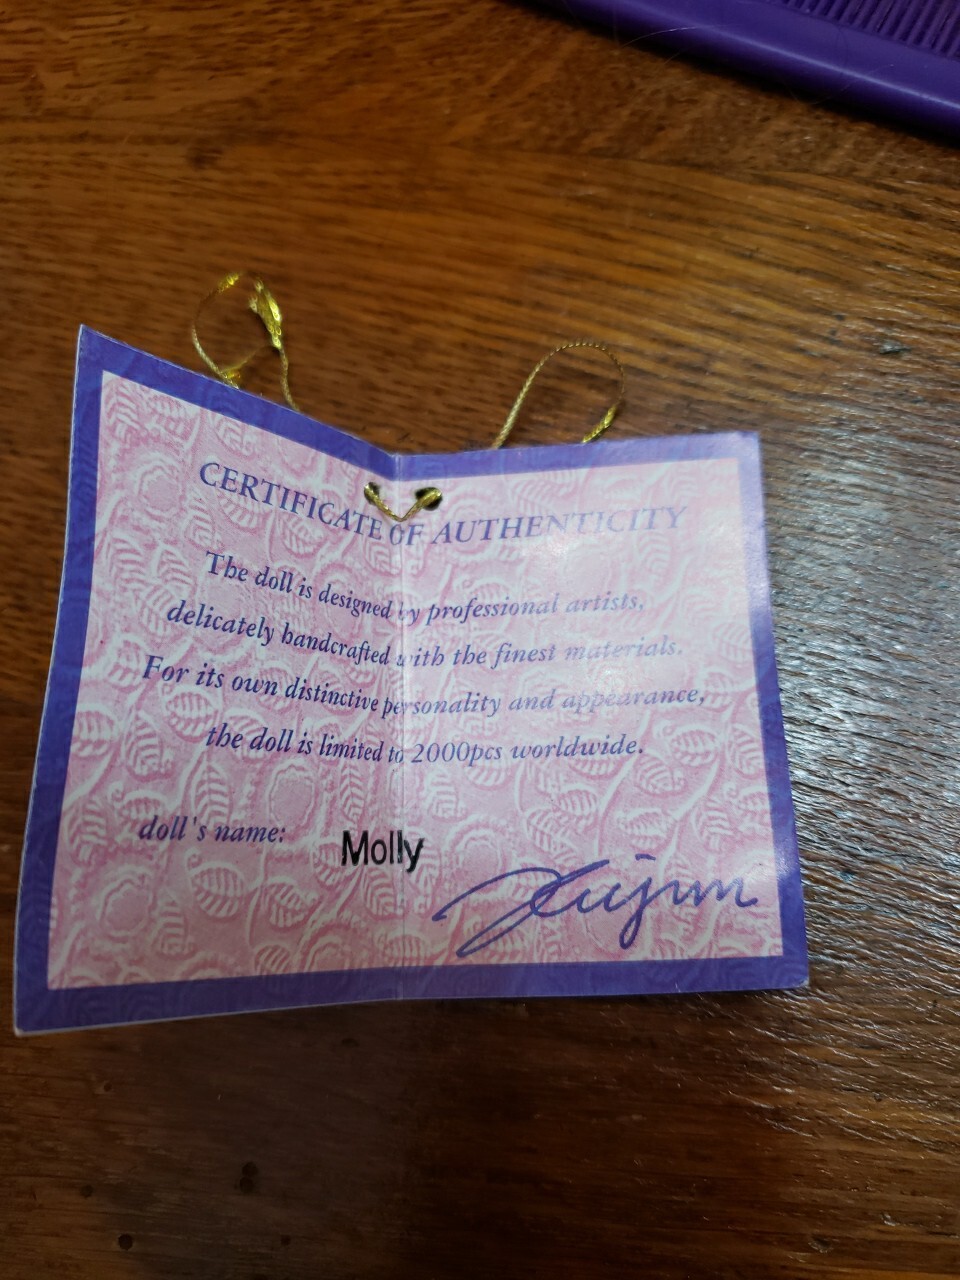 CERTIFICATE OF AUTHENTICITY
The doll is designed by professional artists,
delicately handcrafted with the finest materials.
For its own distinctive personality and appearance,
the doll is limited to 2000pcs worldwide.
doll's name: Molly